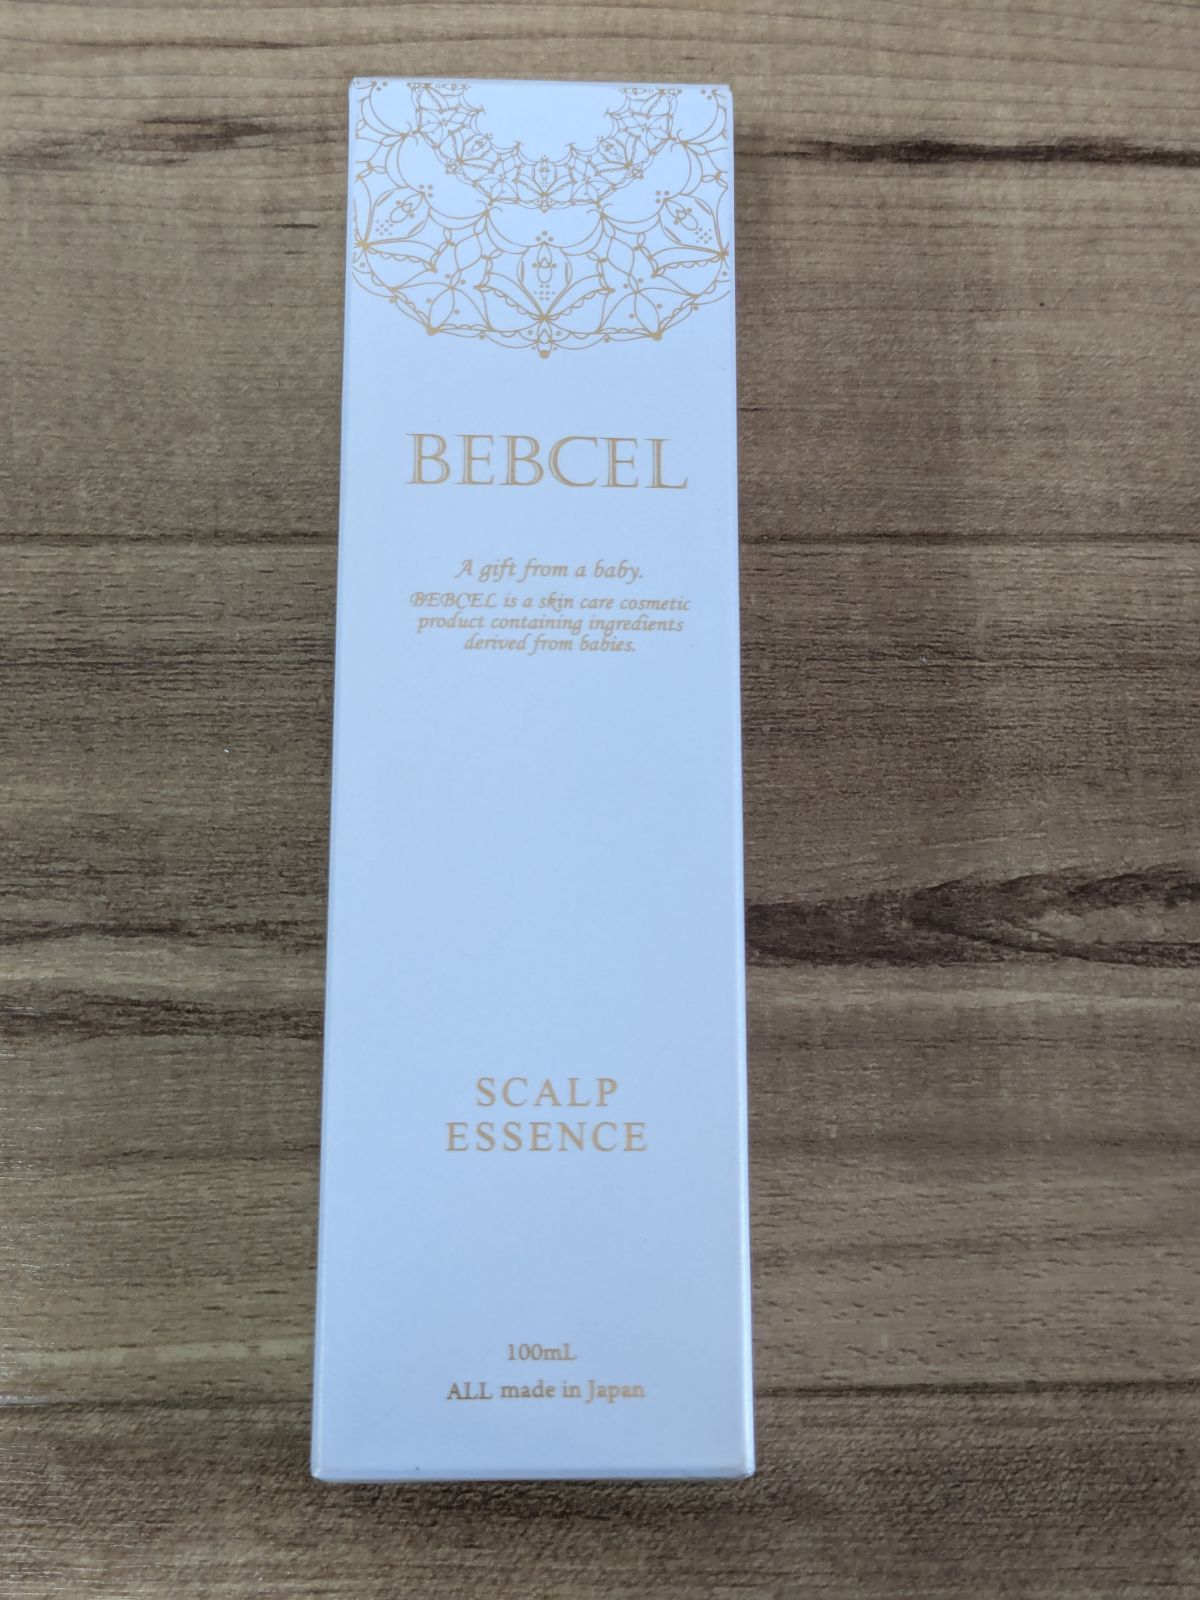 BEBCEL
A gift from a baby.
BEBCEL is a skin care cosmetic
product containing ingredients
derived from babies.
SCALP
ESSENCE
100mL
ALL made in Japan